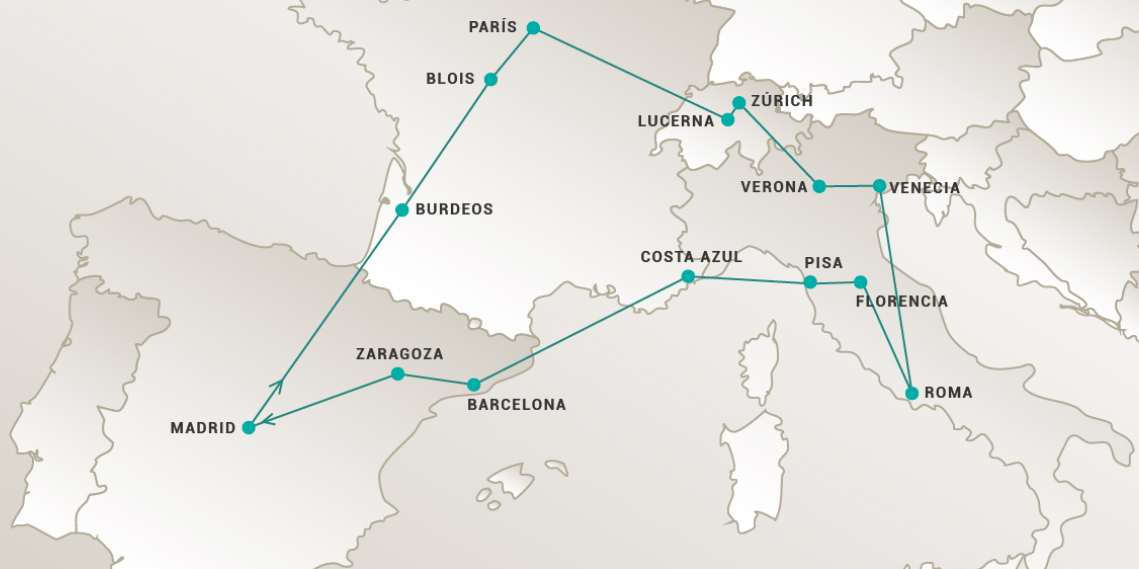 PARÍS
BLOIS
ZÚRICH
LUCERNA
VERONA
VENECIA
BURDEOS
COSTA AZUL
PISA
FLORENCIA
ZARAGOZA
BARCELONA
ROMA
MADRID